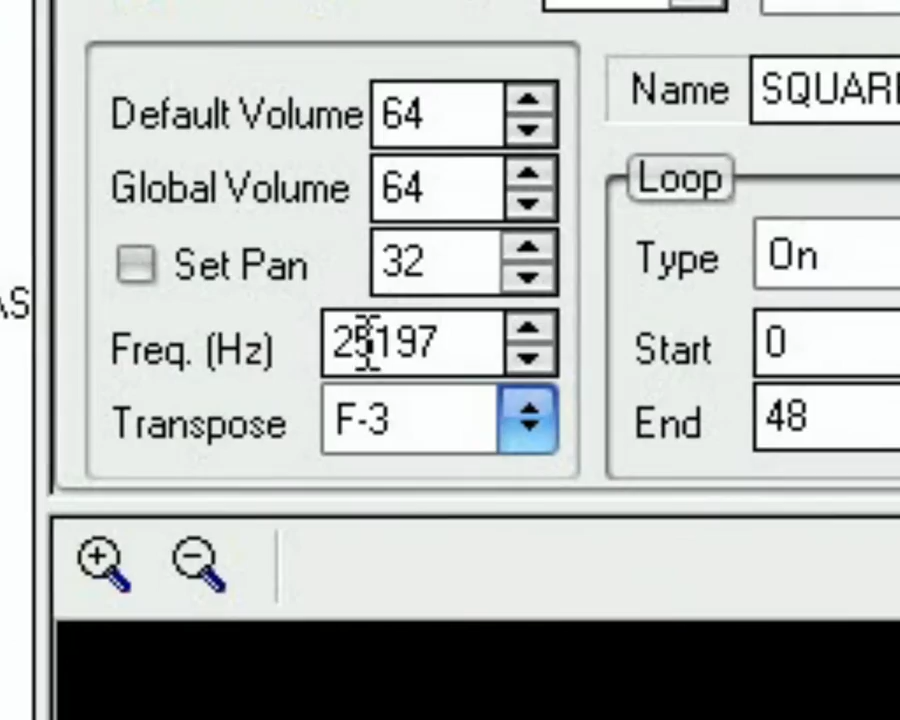 Default Volume 64
Global Volume 64
Set Pan 32
Freq. (Hz)
Transpose F-3
Name
Loop
Type On
Start 0
End 48